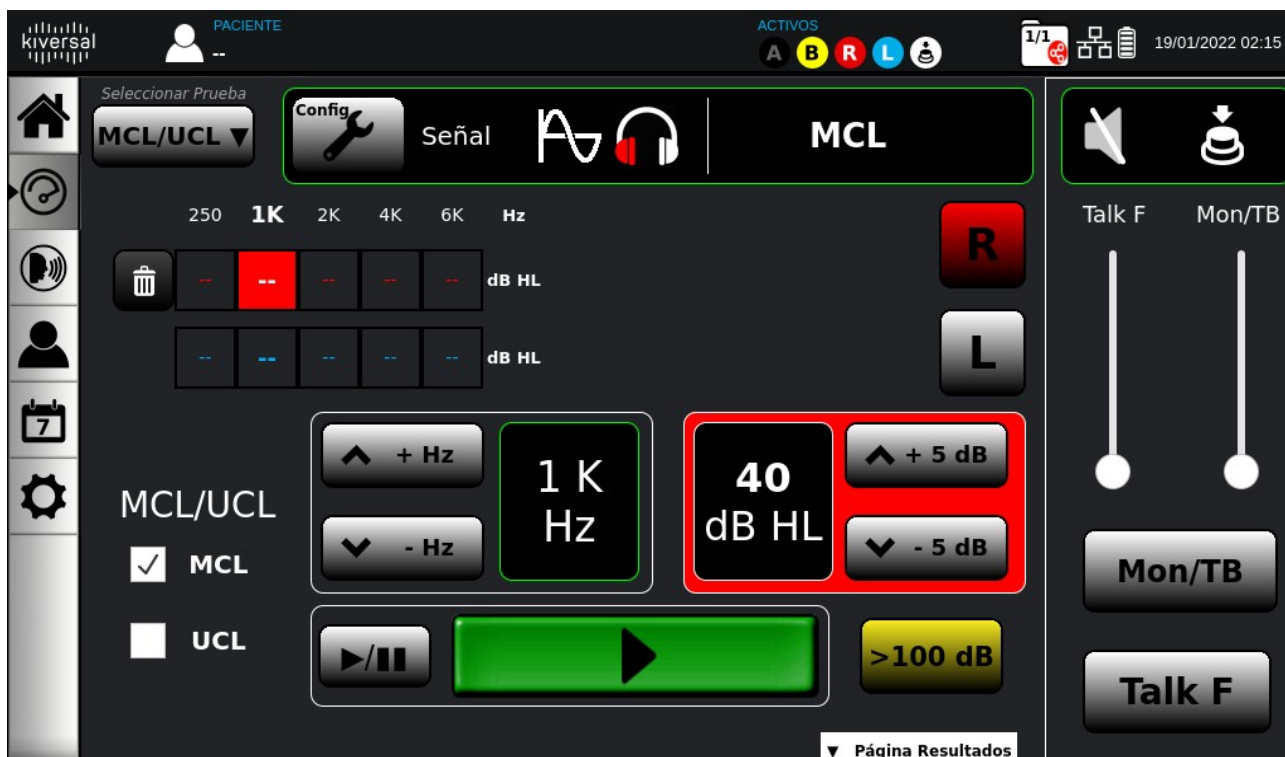 kiversal
PACIENTE
--
ACTIVOS
A B R L
1/1
19/01/2022 02:15
Seleccionar Prueba
MCL/UCL ▼
Config
Señal
MCL
Talk F Mon/TB
250 1K 2K 4K 6K Hz
-- -- -- -- -- dB HL
R
-- -- -- -- -- dB HL
L
7
MCL/UCL
MCL
UCL
+ Hz
- Hz
1 K
Hz
40
dB HL
+ 5 dB
- 5 dB
>100 dB
Mon/TB
Talk F
▼ Página Resultados